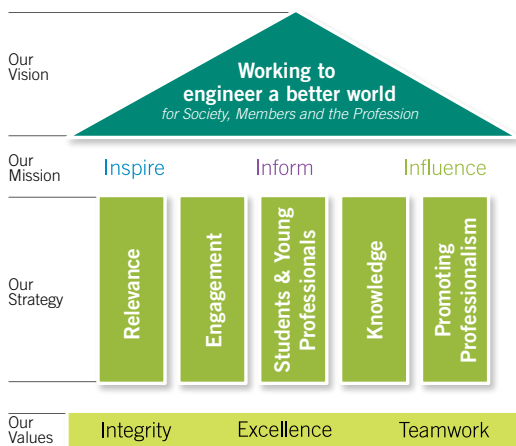 Our
Vision
Working to
engineer a better world
for Society, Members and the Profession
Our
Mission
Inspire
Inform
Influence
Our
Strategy
Relevance
Engagement
Students & Young
Professionals
Knowledge
Promoting
Professionalism
Our
Values
Integrity
Excellence
Teamwork